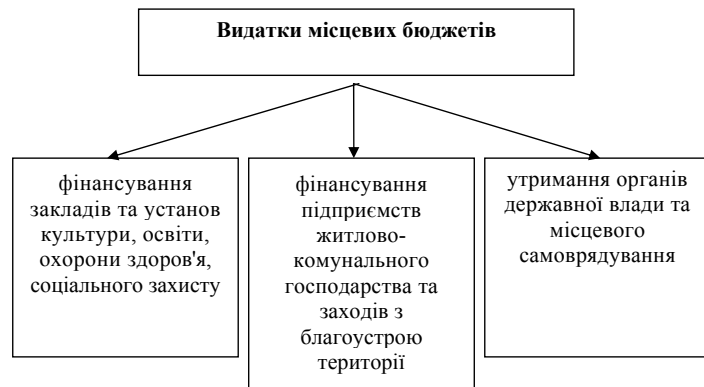 Видатки місцевих бюджетів
фінансування
закладів та установ
культури, освіти,
охорони здоров'я,
соціального захисту
фінансування
підприємств
житлово-
комунального
господарства та
заходів з
благоустрою
території
утримання органів
державної влади та
місцевого
самоврядування